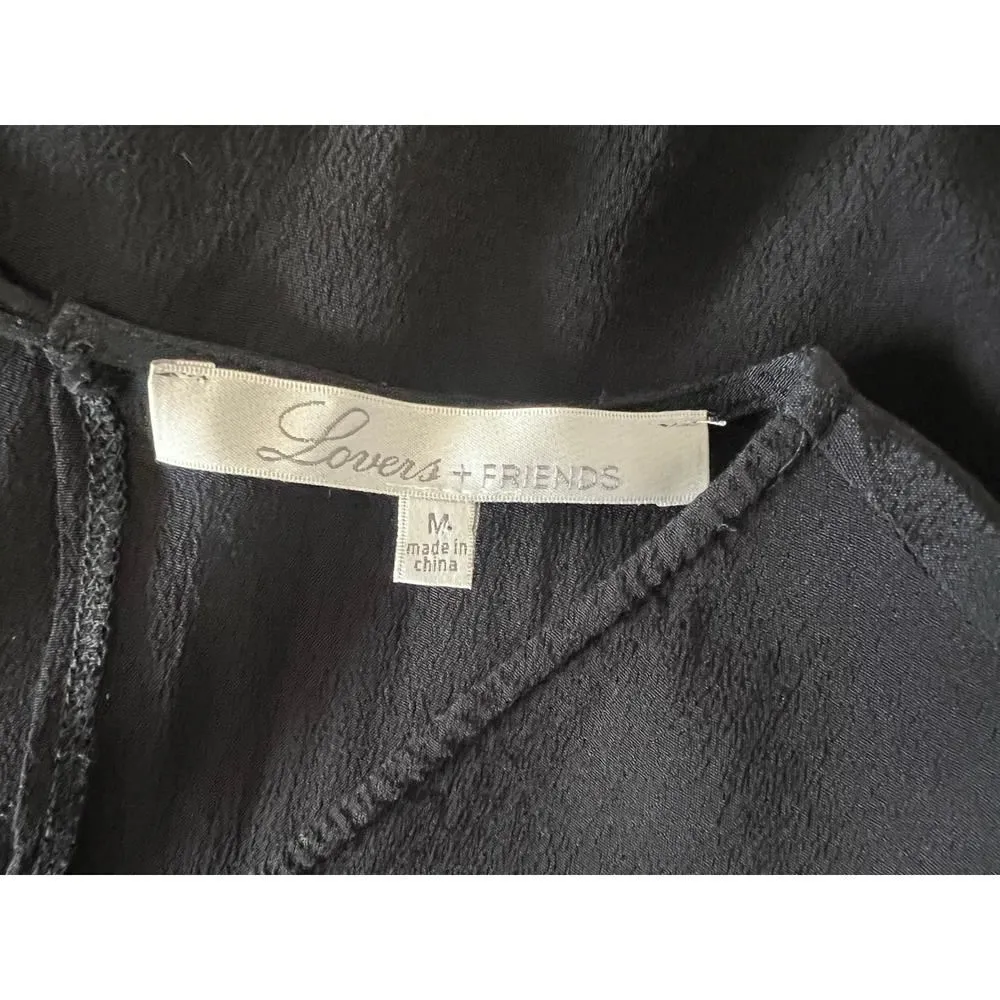 Lovers + FRIENDS
M
made in
china